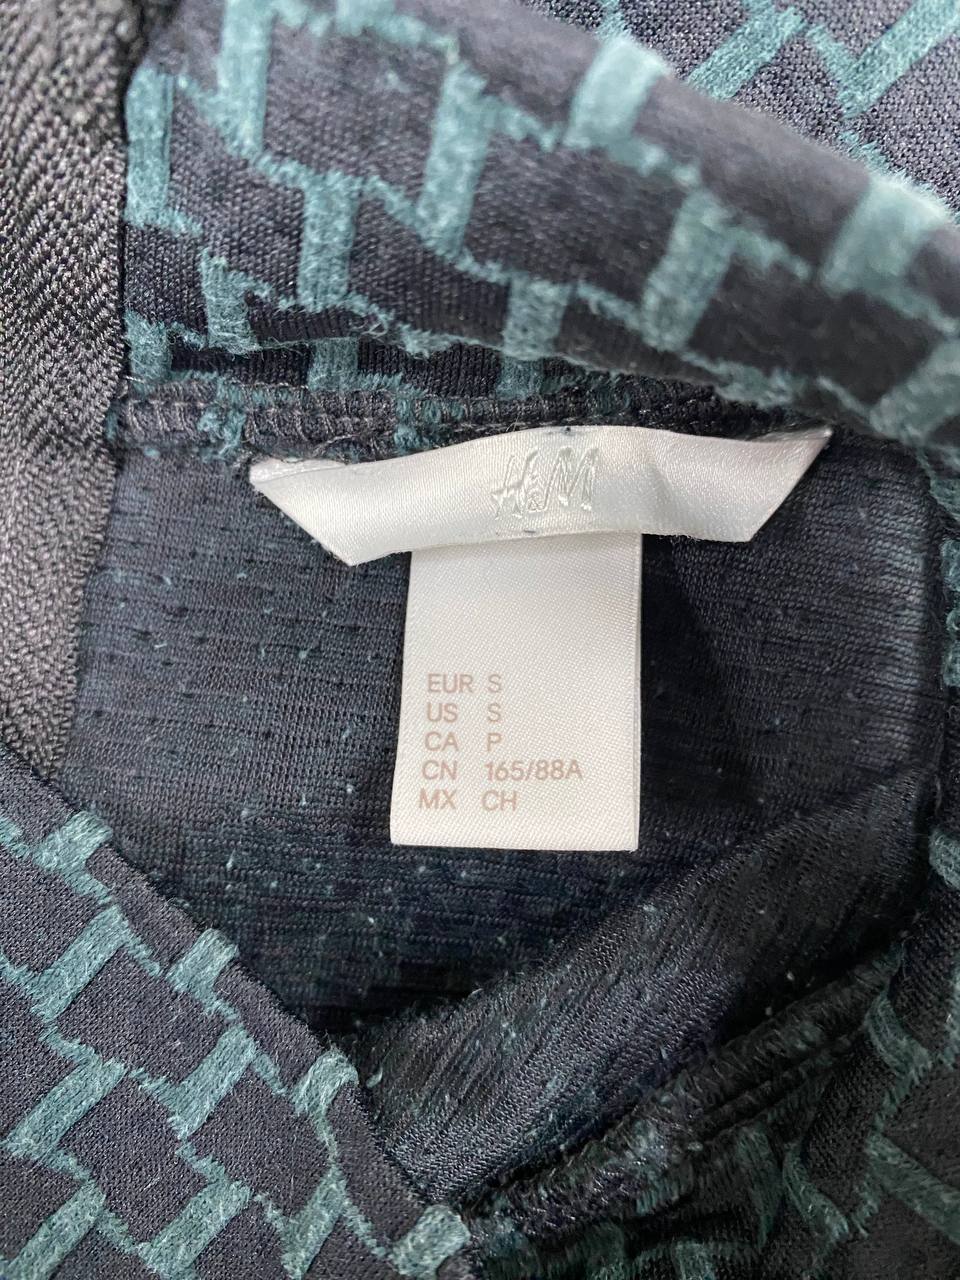 H&M
EUR S
US S
CA P
CN 165/88A
MX CH